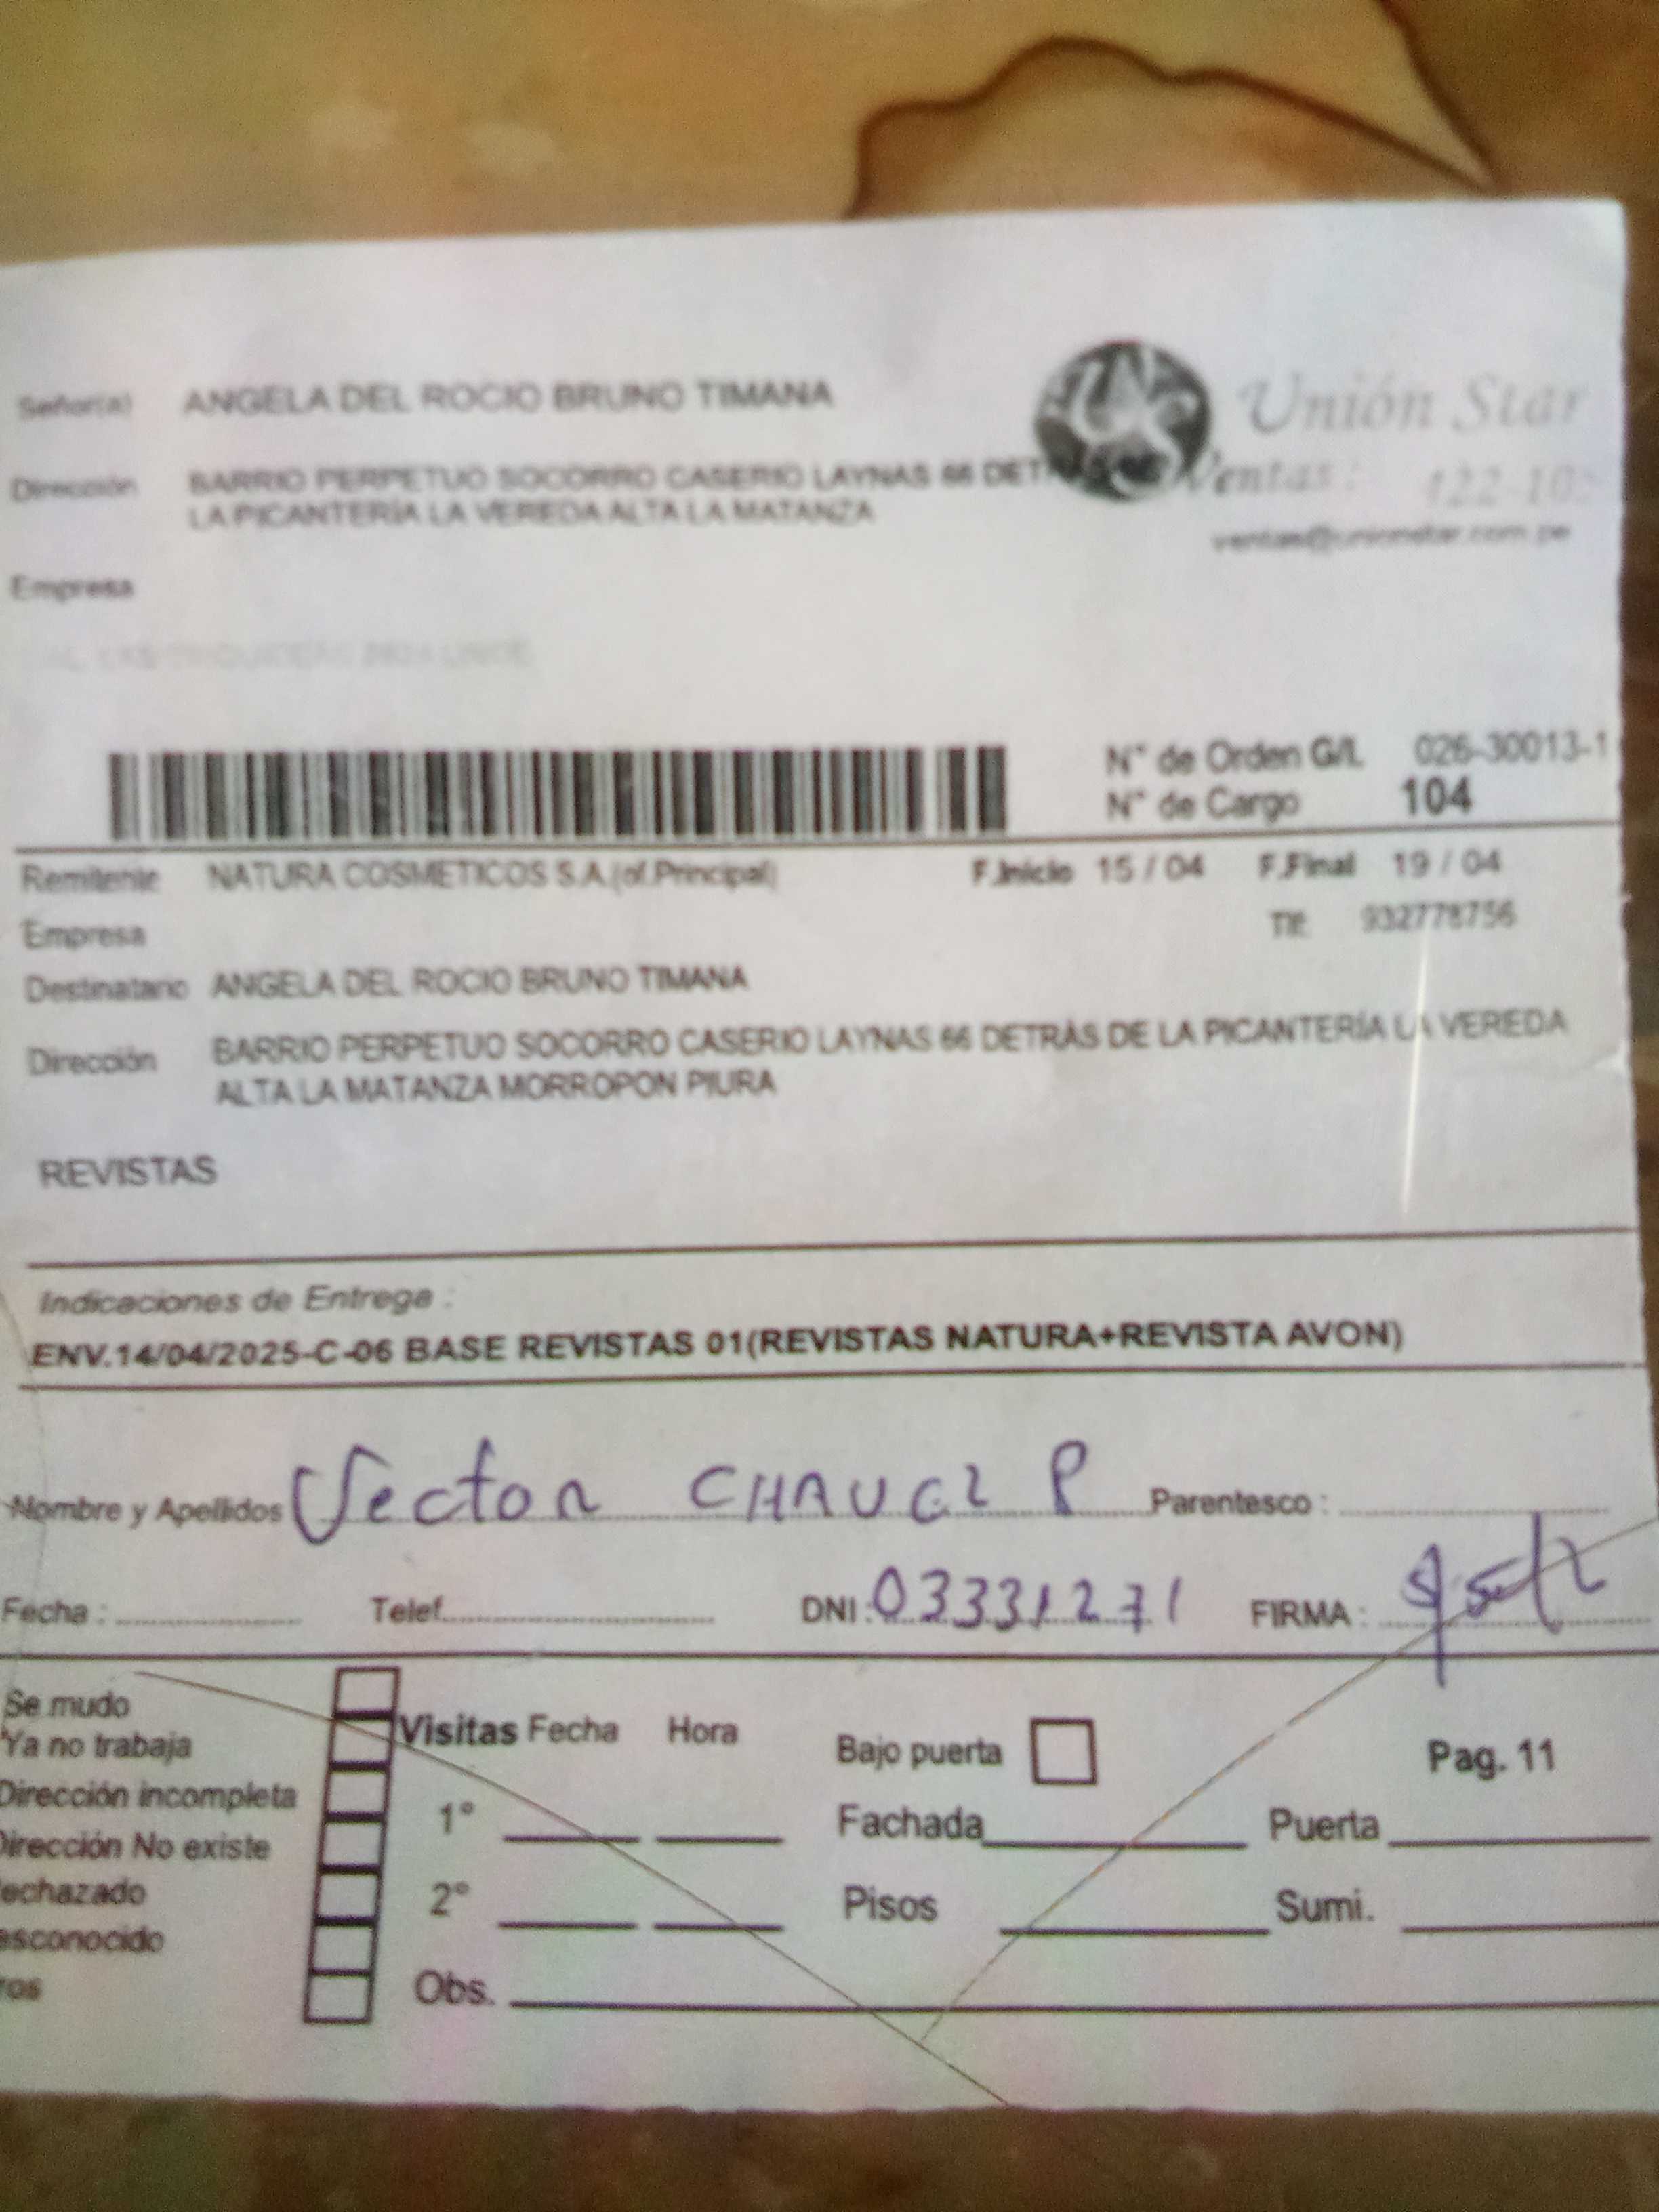 Señor(a) ANGELA DEL ROCIO BRUNO TIMANA
Unión Star
Dirección BARRIO PERPETUO SOCORRO CASERIO LAYNAS 66
LA PICANTERÍA LA VEREDA ALTA LA MATANZA
Ventas: 422-10
ventas@unionstar.com.pe
Empresa
N° de Orden G/L 026-30013-1
N° de Cargo 104
Remitente NATURA COSMETICOS S.A.(of.Principal) F.Inicio 15 / 04 F.Final 19 / 04
Empresa Tlf: 932778756
Destinatario ANGELA DEL ROCIO BRUNO TIMANA
Dirección BARRIO PERPETUO SOCORRO CASERIO LAYNAS 66 DETRÁS DE LA PICANTERÍA LA VEREDA
ALTA LA MATANZA MORROPON PIURA
REVISTAS
Indicaciones de Entrega :
ENV.14/04/2025-C-06 BASE REVISTAS 01(REVISTAS NATURA+REVISTA AVON)
Nombre y Apellidos P Parentesco :
Fecha : Telef. DNI : 03331271 FIRMA :
Se mudo
Ya no trabaja
Visitas Fecha Hora Bajo puerta Pag. 11
Dirección incompleta
1° Fachada Puerta
Dirección No existe
echazado
2° Pisos Sumi.
esconocido
ros
Obs.